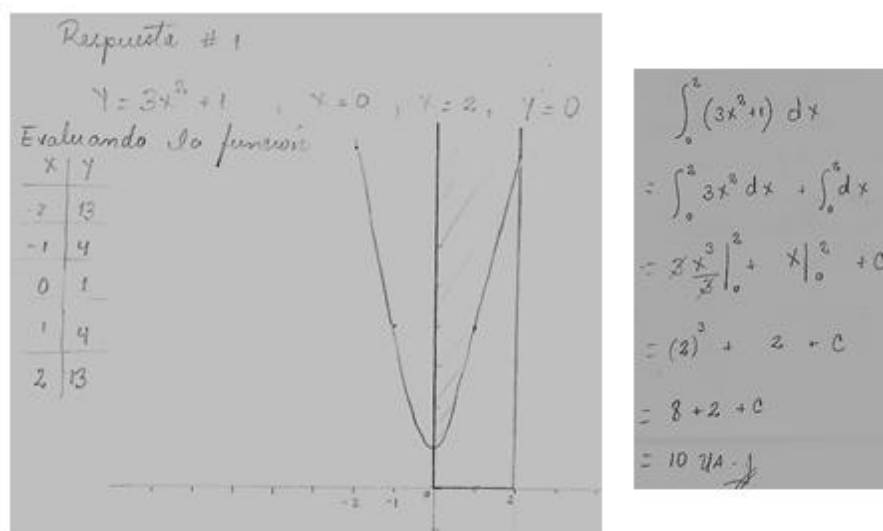 Respuesta # 1
Y = 3x² + 1 , X = 0 , X = 2 , Y = 0
Evaluando la función
X | Y
-2 | 13
-1 | 4
0 | 1
1 | 4
2 | 13
-2 -1 0 2
∫₀² (3x²+1) dx
= ∫₀² 3x² dx + ∫₀² dx
= 3 x³/3 |₀² + x |₀² + C
= (2)³ + 2 + C
= 8 + 2 + C
= 10 UA